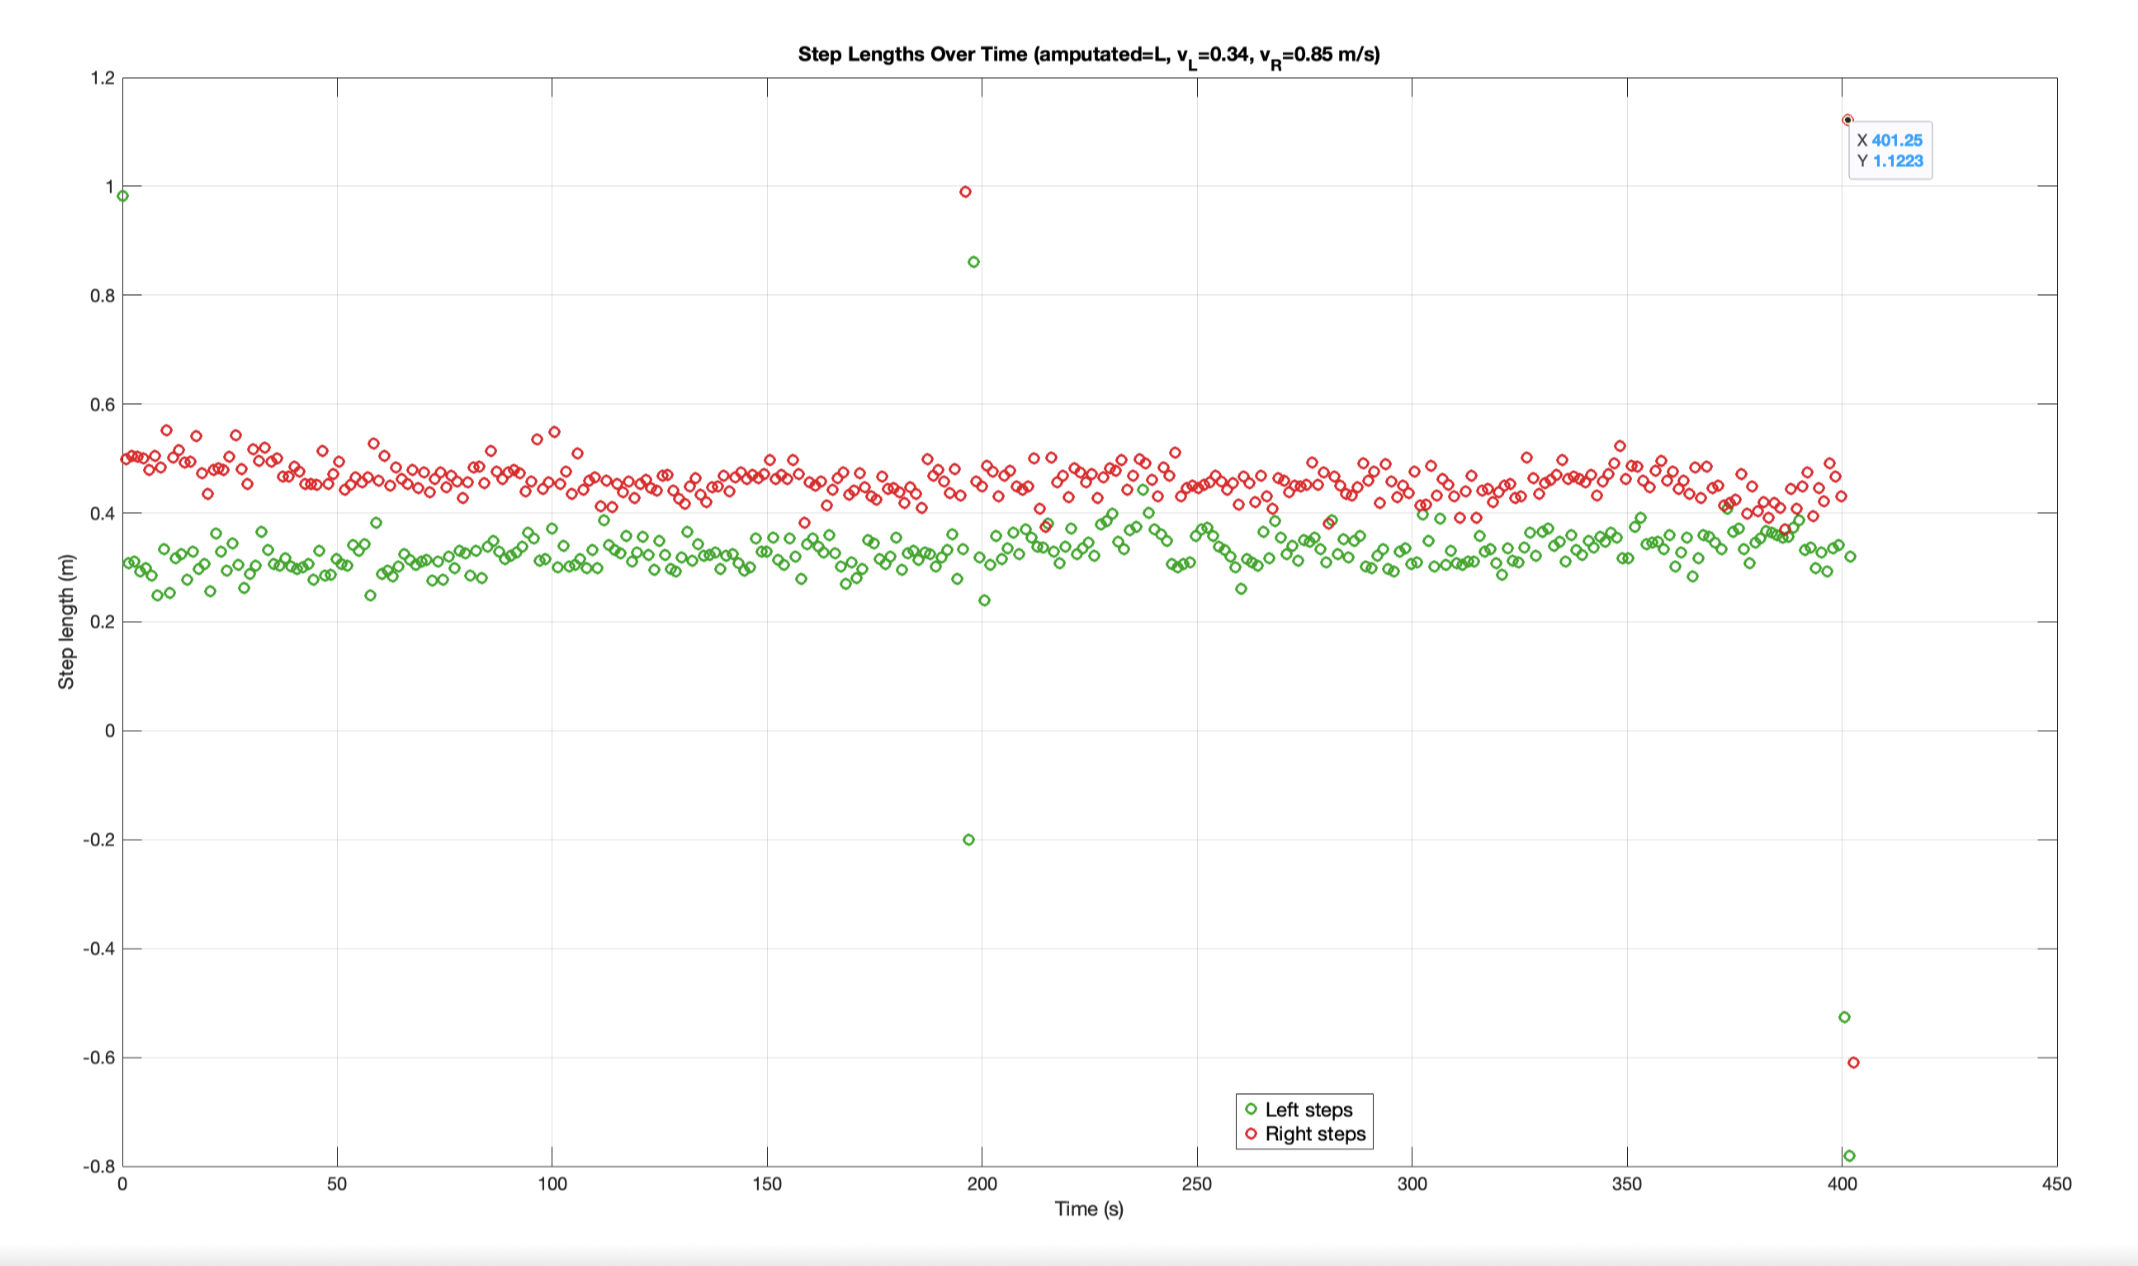 Step Lengths Over Time (amputated=L, vL=0.34, vR=0.85 m/s)
1.2
1
0.8
0.6
0.4
0.2
0
-0.2
-0.4
-0.6
-0.8
Step length (m)
X 401.25
Y 1.1223
Left steps
Right steps
0 50 100 150 200 250 300 350 400 450
Time (s)